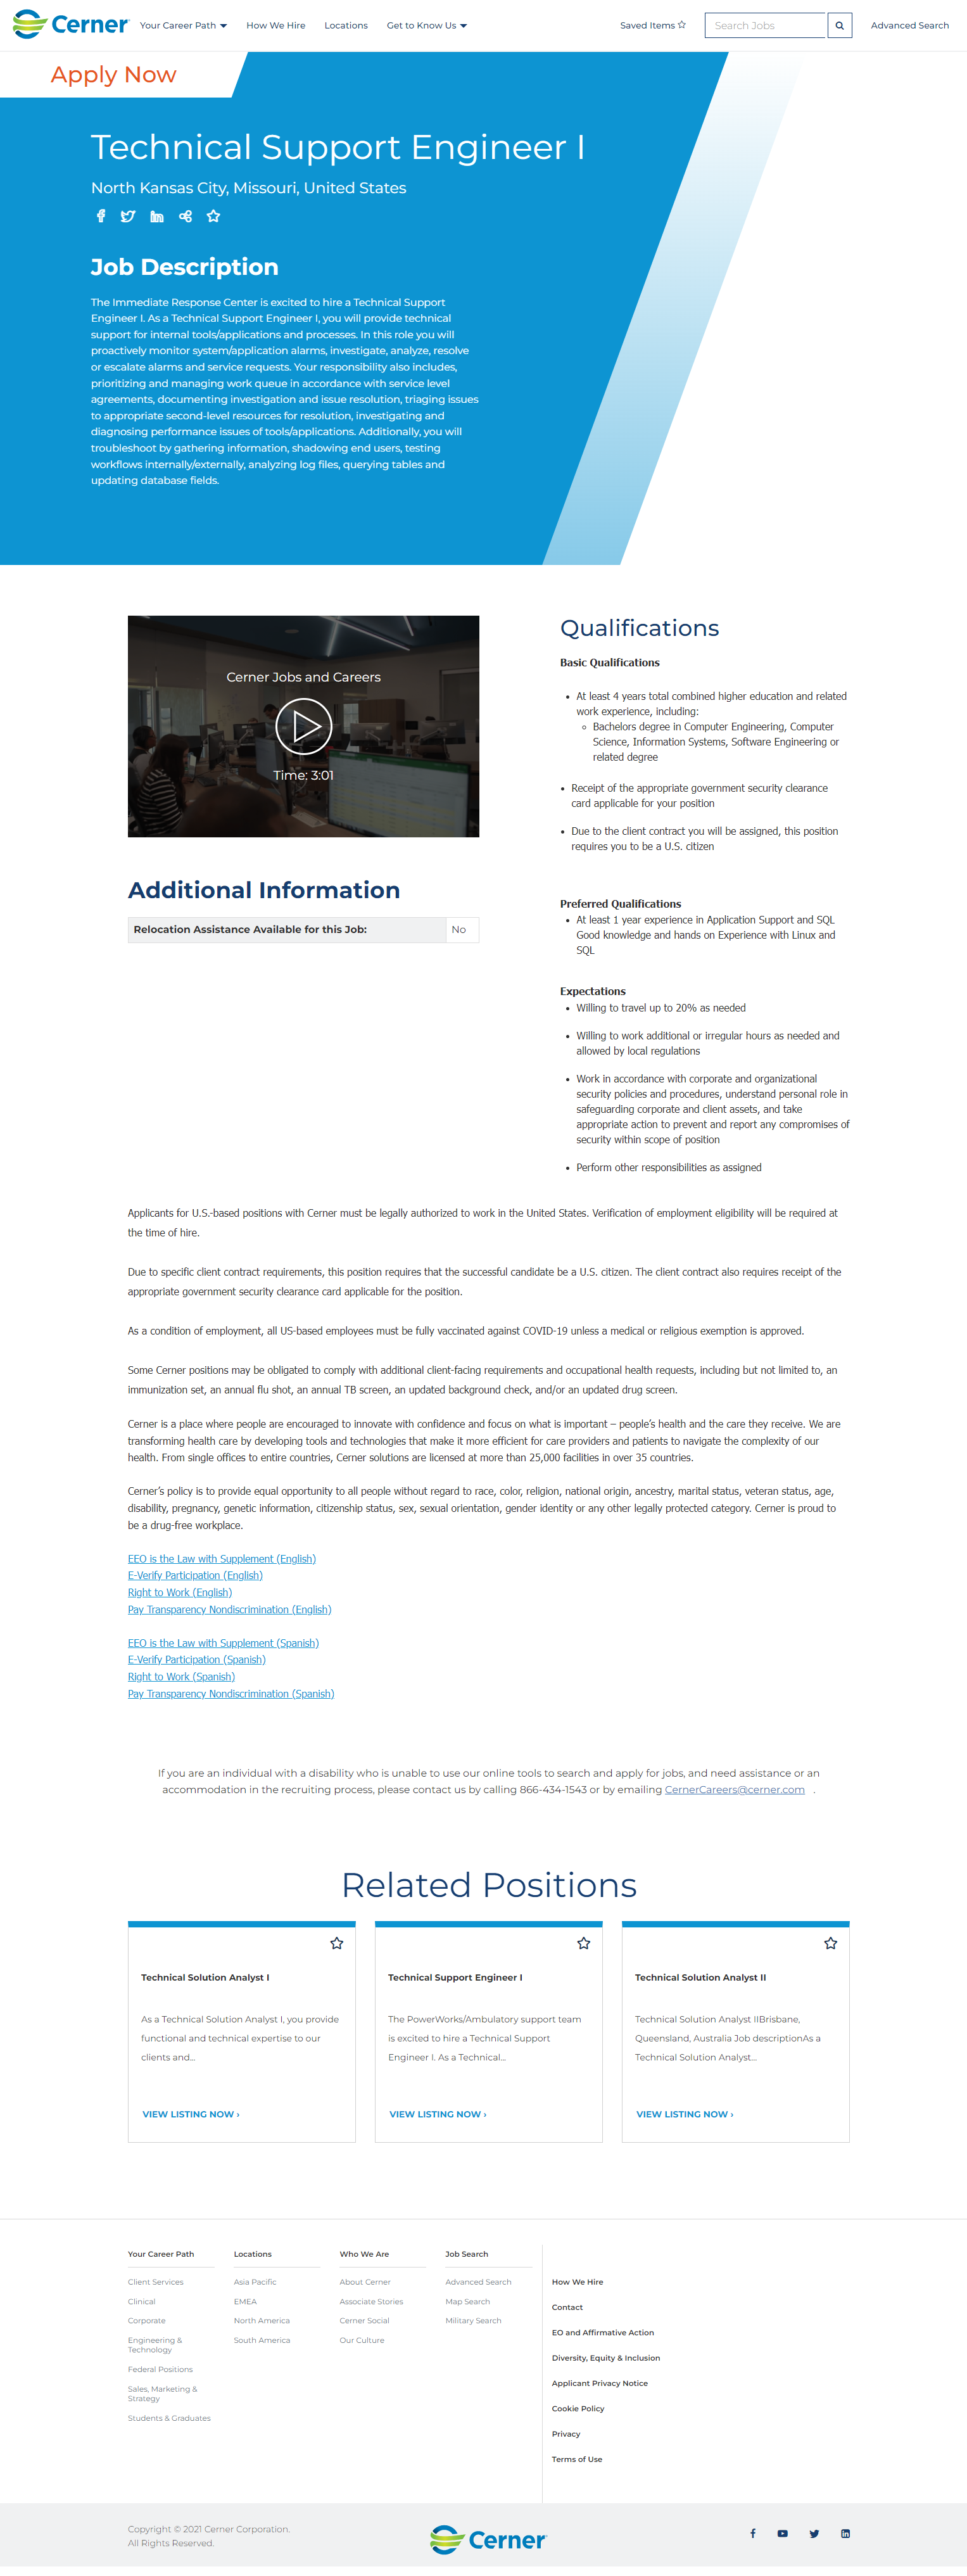 Cerner
Your Career Path
How We Hire
Locations
Get to Know Us
Saved Items
Search Jobs
Advanced Search
Apply Now
Technical Support Engineer I
North Kansas City, Missouri, United States
Job Description
The Immediate Response Center is excited to hire a Technical Support
Engineer I. As a Technical Support Engineer I, you will provide technical
support for internal tools/applications and processes. In this role you will
proactively monitor system/application alarms, investigate, analyze, resolve
or escalate alarms and service requests. Your responsibility also includes,
prioritizing and managing work queue in accordance with service level
agreements, documenting investigation and issue resolution, triaging issues
to appropriate second-level resources for resolution, investigating and
diagnosing performance issues of tools/applications. Additionally, you will
troubleshoot by gathering information, shadowing end users, testing
workflows internally/externally, analyzing log files, querying tables and
updating database fields.
Cerner Jobs and Careers
Time: 3:01
Additional Information
Relocation Assistance Available for this Job: No
Qualifications
Basic Qualifications
• At least 4 years total combined higher education and related
work experience, including:
◦ Bachelors degree in Computer Engineering, Computer
Science, Information Systems, Software Engineering or
related degree
• Receipt of the appropriate government security clearance
card applicable for your position
• Due to the client contract you will be assigned, this position
requires you to be a U.S. citizen
Preferred Qualifications
• At least 1 year experience in Application Support and SQL
Good knowledge and hands on Experience with Linux and
SQL
Expectations
• Willing to travel up to 20% as needed
• Willing to work additional or irregular hours as needed and
allowed by local regulations
• Work in accordance with corporate and organizational
security policies and procedures, understand personal role in
safeguarding corporate and client assets, and take
appropriate action to prevent and report any compromises of
security within scope of position
• Perform other responsibilities as assigned
Applicants for U.S.-based positions with Cerner must be legally authorized to work in the United States. Verification of employment eligibility will be required at
the time of hire.
Due to specific client contract requirements, this position requires that the successful candidate be a U.S. citizen. The client contract also requires receipt of the
appropriate government security clearance card applicable for the position.
As a condition of employment, all US-based employees must be fully vaccinated against COVID-19 unless a medical or religious exemption is approved.
Some Cerner positions may be obligated to comply with additional client-facing requirements and occupational health requests, including but not limited to, an
immunization set, an annual flu shot, an annual TB screen, an updated background check, and/or an updated drug screen.
Cerner is a place where people are encouraged to innovate with confidence and focus on what is important – people’s health and the care they receive. We are
transforming health care by developing tools and technologies that make it more efficient for care providers and patients to navigate the complexity of our
health. From single offices to entire countries, Cerner solutions are licensed at more than 25,000 facilities in over 35 countries.
Cerner’s policy is to provide equal opportunity to all people without regard to race, color, religion, national origin, ancestry, marital status, veteran status, age,
disability, pregnancy, genetic information, citizenship status, sex, sexual orientation, gender identity or any other legally protected category. Cerner is proud to
be a drug-free workplace.
EEO is the Law with Supplement (English)
E-Verify Participation (English)
Right to Work (English)
Pay Transparency Nondiscrimination (English)
EEO is the Law with Supplement (Spanish)
E-Verify Participation (Spanish)
Right to Work (Spanish)
Pay Transparency Nondiscrimination (Spanish)
If you are an individual with a disability who is unable to use our online tools to search and apply for jobs, and need assistance or an
accommodation in the recruiting process, please contact us by calling 866-434-1543 or by emailing CernerCareers@cerner.com .
Related Positions
Technical Solution Analyst I
As a Technical Solution Analyst I, you provide
functional and technical expertise to our
clients and...
VIEW LISTING NOW ›
Technical Support Engineer I
The PowerWorks/Ambulatory support team
is excited to hire a Technical Support
Engineer I. As a Technical...
VIEW LISTING NOW ›
Technical Solution Analyst II
Technical Solution Analyst IIBrisbane,
Queensland, Australia Job descriptionAs a
Technical Solution Analyst...
VIEW LISTING NOW ›
Your Career Path
Client Services
Clinical
Corporate
Engineering &
Technology
Federal Positions
Sales, Marketing &
Strategy
Students & Graduates
Locations
Asia Pacific
EMEA
North America
South America
Who We Are
About Cerner
Associate Stories
Cerner Social
Our Culture
Job Search
Advanced Search
Map Search
Military Search
How We Hire
Contact
EO and Affirmative Action
Diversity, Equity & Inclusion
Applicant Privacy Notice
Cookie Policy
Privacy
Terms of Use
Copyright © 2021 Cerner Corporation.
All Rights Reserved.
Cerner